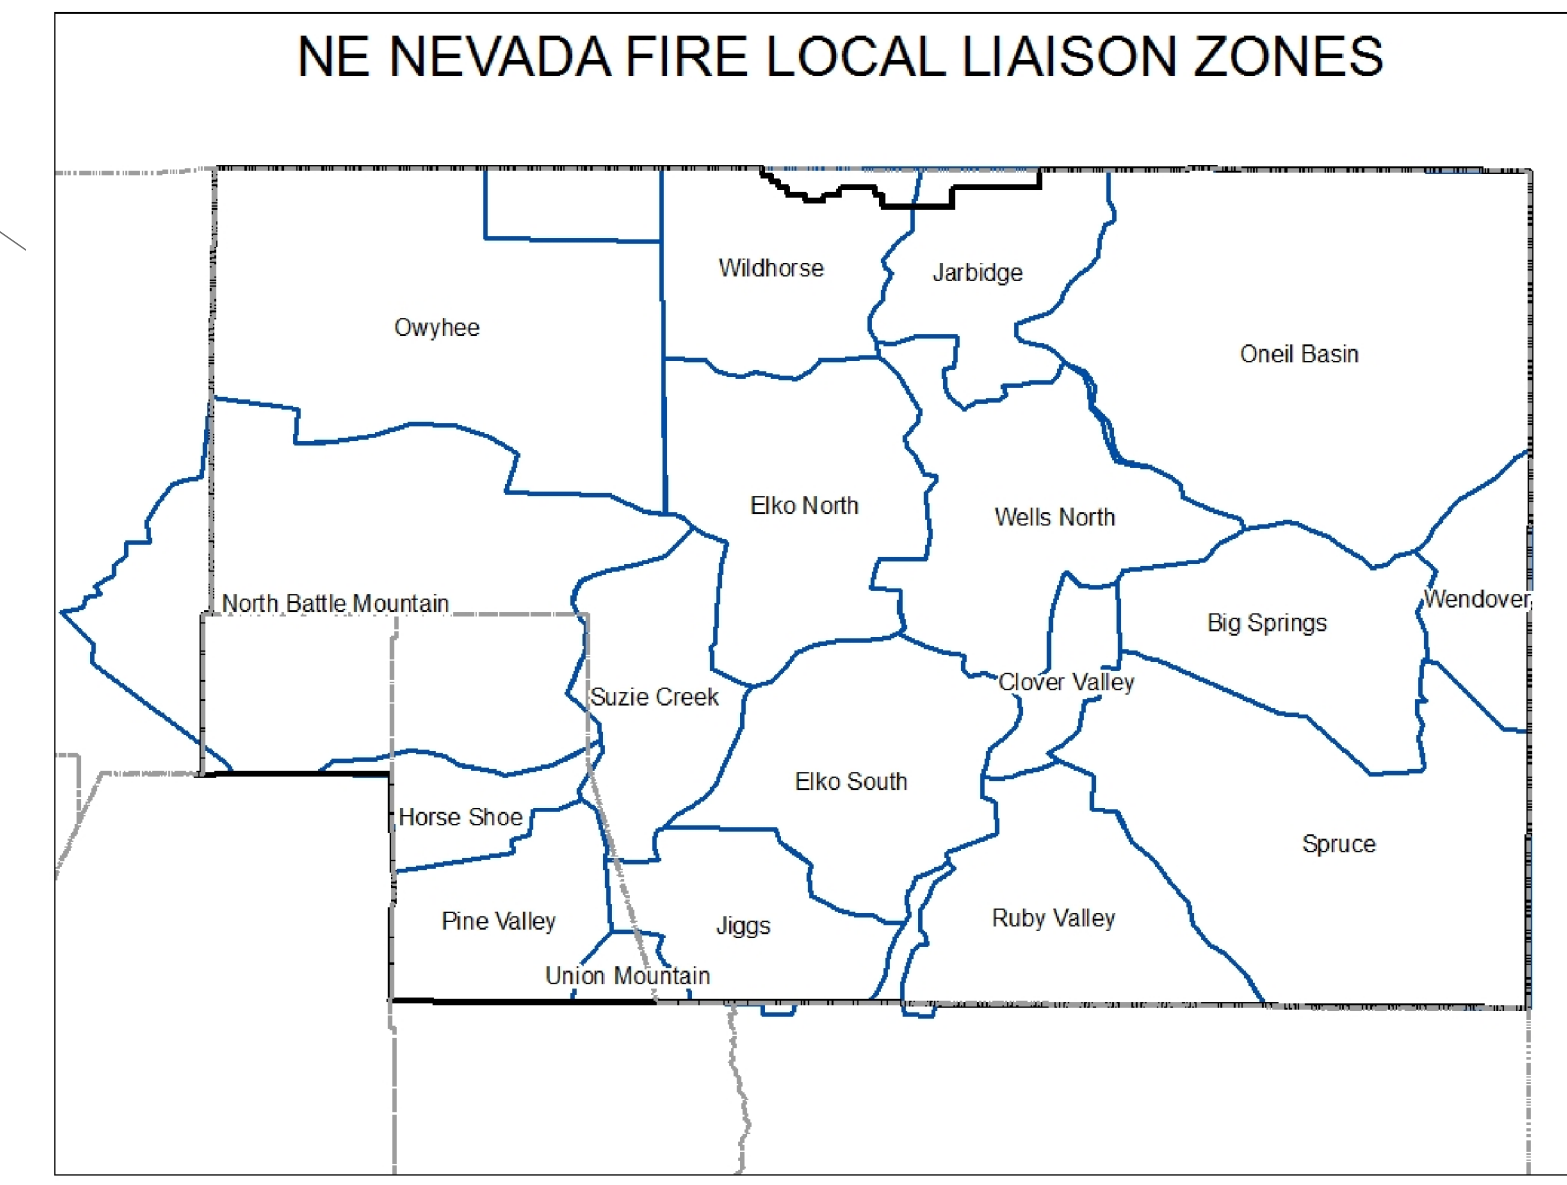 NE NEVADA FIRE LOCAL LIAISON ZONES
Wildhorse
Jarbidge
Owyhee
Oneil Basin
Elko North
Wells North
North Battle Mountain
Wendover
Big Springs
Clover Valley
Suzie Creek
Elko South
Horse Shoe
Spruce
Pine Valley
Jiggs
Ruby Valley
Union Mountain